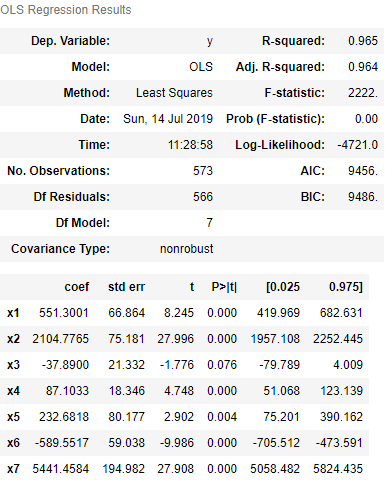 OLS Regression Results
Dep. Variable: y R-squared: 0.965
Model: OLS Adj. R-squared: 0.964
Method: Least Squares F-statistic: 2222.
Date: Sun, 14 Jul 2019 Prob (F-statistic): 0.00
Time: 11:28:58 Log-Likelihood: -4721.0
No. Observations: 573 AIC: 9456.
Df Residuals: 566 BIC: 9486.
Df Model: 7
Covariance Type: nonrobust
coef std err t P>|t| [0.025 0.975]
x1 551.3001 66.864 8.245 0.000 419.969 682.631
x2 2104.7765 75.181 27.996 0.000 1957.108 2252.445
x3 -37.8900 21.332 -1.776 0.076 -79.789 4.009
x4 87.1033 18.346 4.748 0.000 51.068 123.139
x5 232.6818 80.177 2.902 0.004 75.201 390.162
x6 -589.5517 59.038 -9.986 0.000 -705.512 -473.591
x7 5441.4584 194.982 27.908 0.000 5058.482 5824.435